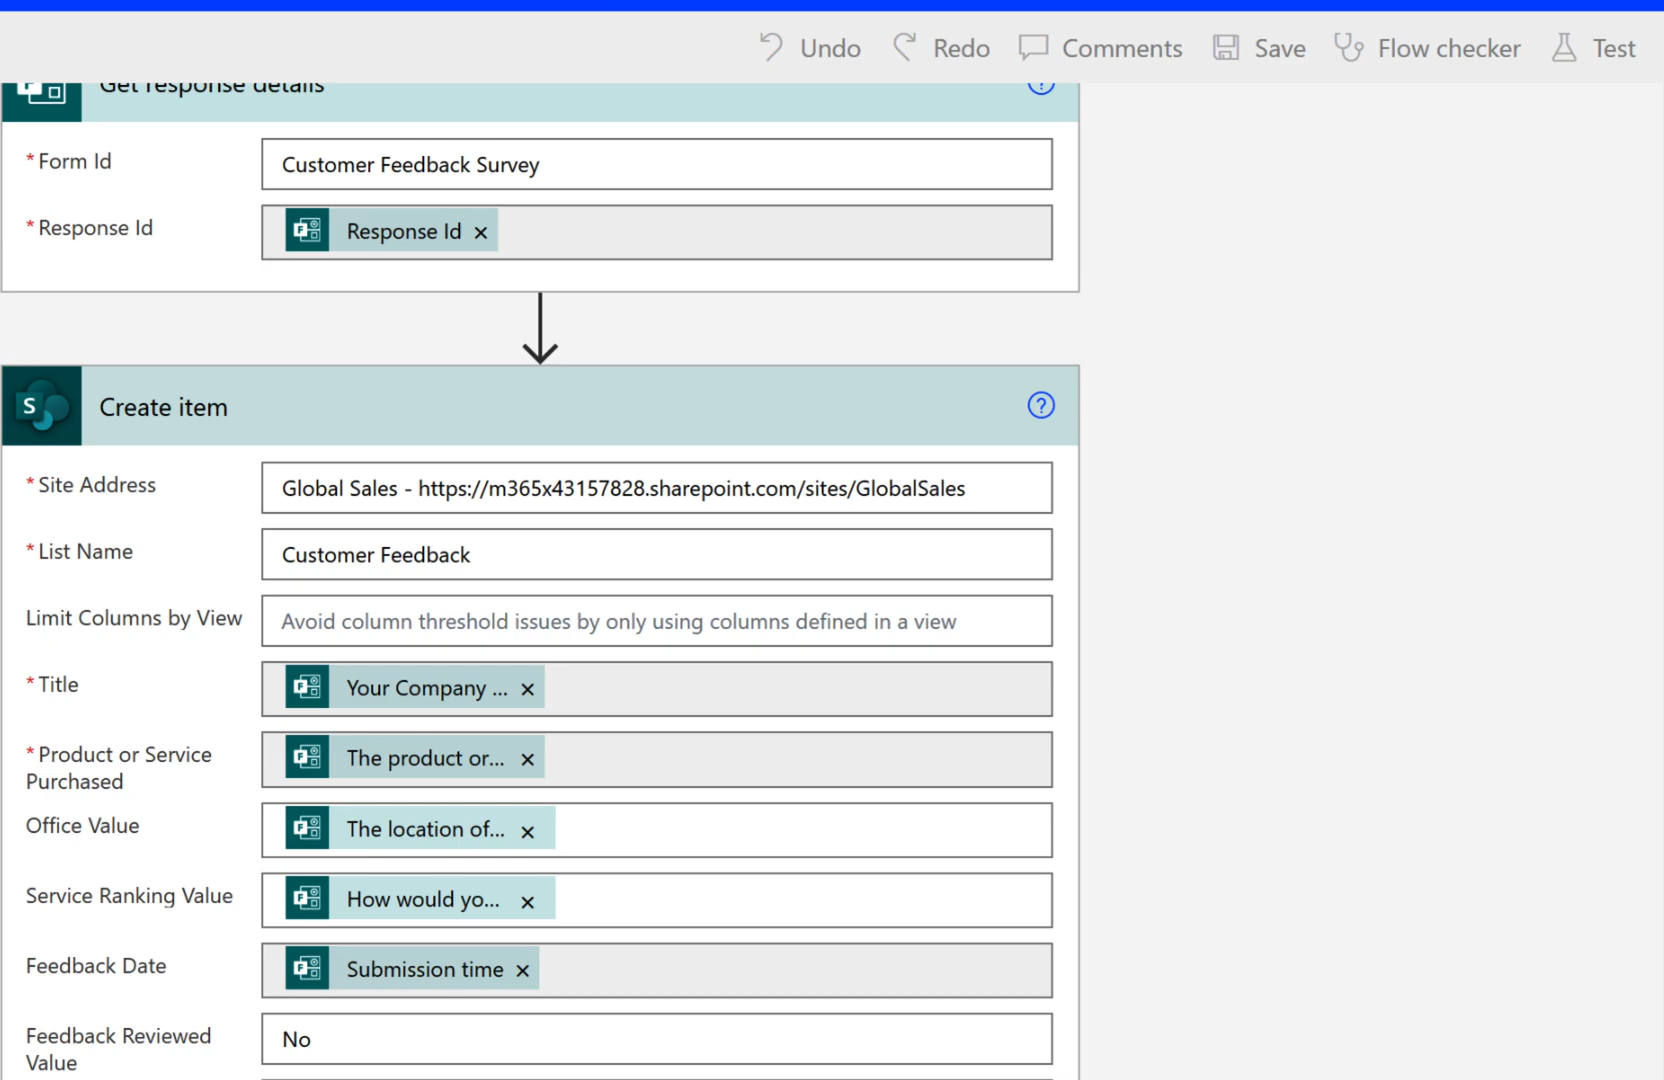 Undo Redo Comments Save Flow checker Test
Get response details ?
* Form Id Customer Feedback Survey
* Response Id Response Id ×
Create item ?
* Site Address Global Sales - https://m365x43157828.sharepoint.com/sites/GlobalSales
* List Name Customer Feedback
Limit Columns by View Avoid column threshold issues by only using columns defined in a view
* Title Your Company ... ×
* Product or Service
Purchased
The product or... ×
Office Value The location of... ×
Service Ranking Value How would yo... ×
Feedback Date Submission time ×
Feedback Reviewed
Value
No